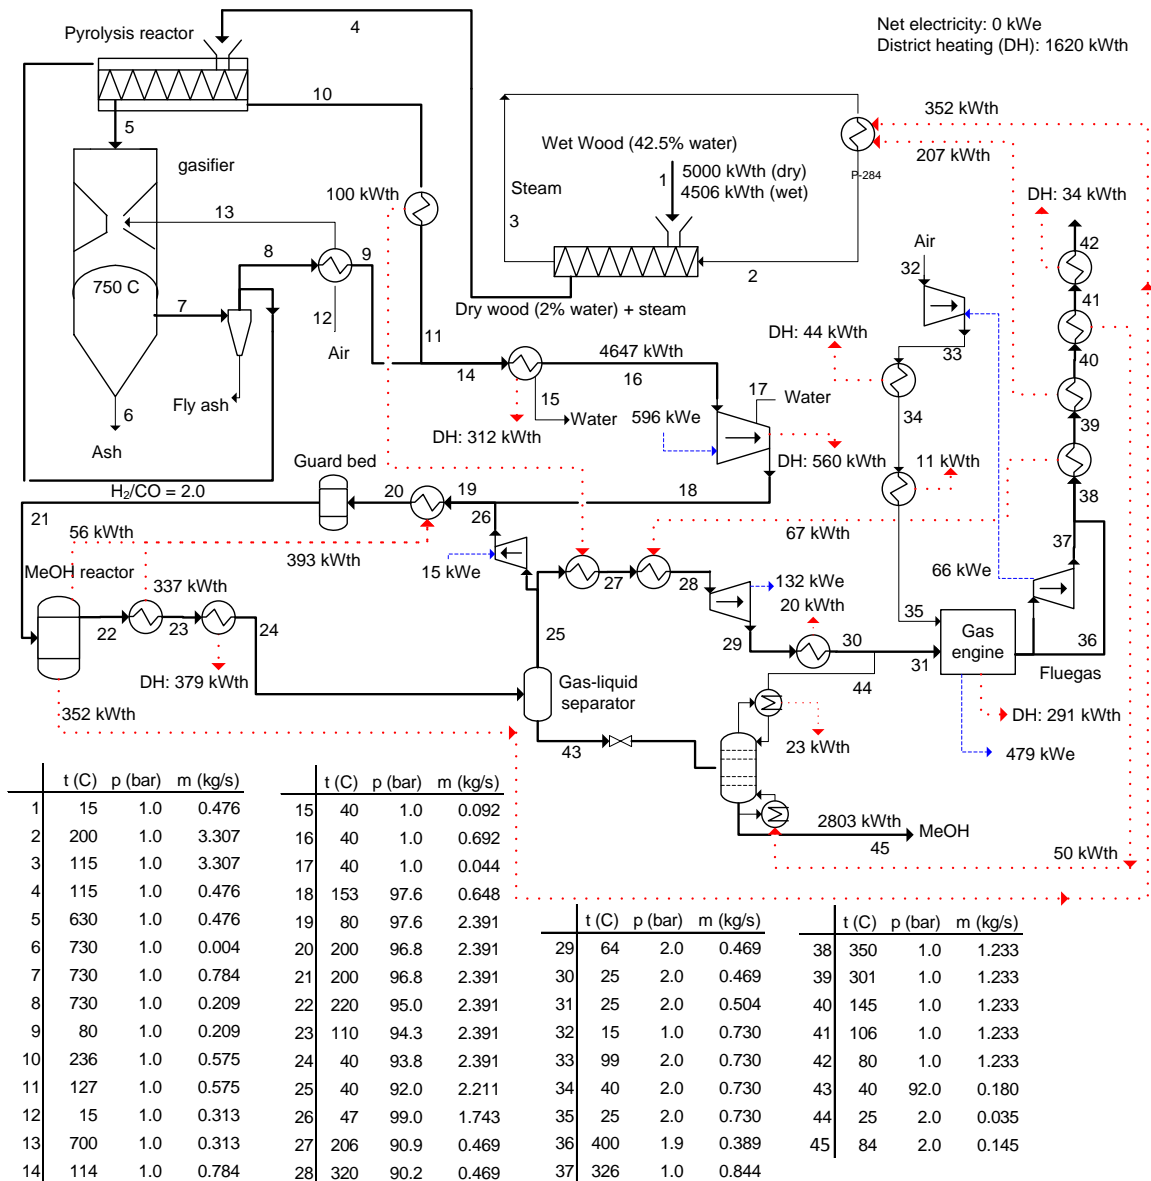 Net electricity: 0 kWe
District heating (DH): 1620 kWth
Pyrolysis reactor
4
10
5
gasifier
750 C
13
100 kWth
8
9
7
12
Air
11
6
Ash
Fly ash
352 kWth
207 kWth
P-284
Wet Wood (42.5% water)
5000 kWth (dry)
4506 kWth (wet)
1
Steam
3
2
Dry wood (2% water) + steam
DH: 34 kWth
42
41
40
39
38
37
36
Air
32
33
DH: 44 kWth
34
11 kWth
4647 kWth
14
16
15
Water
DH: 312 kWth
17
Water
596 kWe
DH: 560 kWth
18
Guard bed
H2/CO = 2.0
20
19
26
21
56 kWth
393 kWth
15 kWe
MeOH reactor
337 kWth
22
23
24
DH: 379 kWth
352 kWth
67 kWth
27
28
132 kWe
20 kWth
29
30
25
44
Gas-liquid
separator
43
23 kWth
35
31
Gas
engine
66 kWe
Fluegas
DH: 291 kWth
479 kWe
2803 kWth
MeOH
45
50 kWth
t (C) p (bar) m (kg/s)
1 15 1.0 0.476
2 200 1.0 3.307
3 115 1.0 3.307
4 115 1.0 0.476
5 630 1.0 0.476
6 730 1.0 0.004
7 730 1.0 0.784
8 730 1.0 0.209
9 80 1.0 0.209
10 236 1.0 0.575
11 127 1.0 0.575
12 15 1.0 0.313
13 700 1.0 0.313
14 114 1.0 0.784
t (C) p (bar) m (kg/s)
15 40 1.0 0.092
16 40 1.0 0.692
17 40 1.0 0.044
18 153 97.6 0.648
19 80 97.6 2.391
20 200 96.8 2.391
21 200 96.8 2.391
22 220 95.0 2.391
23 110 94.3 2.391
24 40 93.8 2.391
25 40 92.0 2.211
26 47 99.0 1.743
27 206 90.9 0.469
28 320 90.2 0.469
t (C) p (bar) m (kg/s)
29 64 2.0 0.469
30 25 2.0 0.469
31 25 2.0 0.504
32 15 1.0 0.730
33 99 2.0 0.730
34 40 2.0 0.730
35 25 2.0 0.730
36 400 1.9 0.389
37 326 1.0 0.844
t (C) p (bar) m (kg/s)
38 350 1.0 1.233
39 301 1.0 1.233
40 145 1.0 1.233
41 106 1.0 1.233
42 80 1.0 1.233
43 40 92.0 0.180
44 25 2.0 0.035
45 84 2.0 0.145